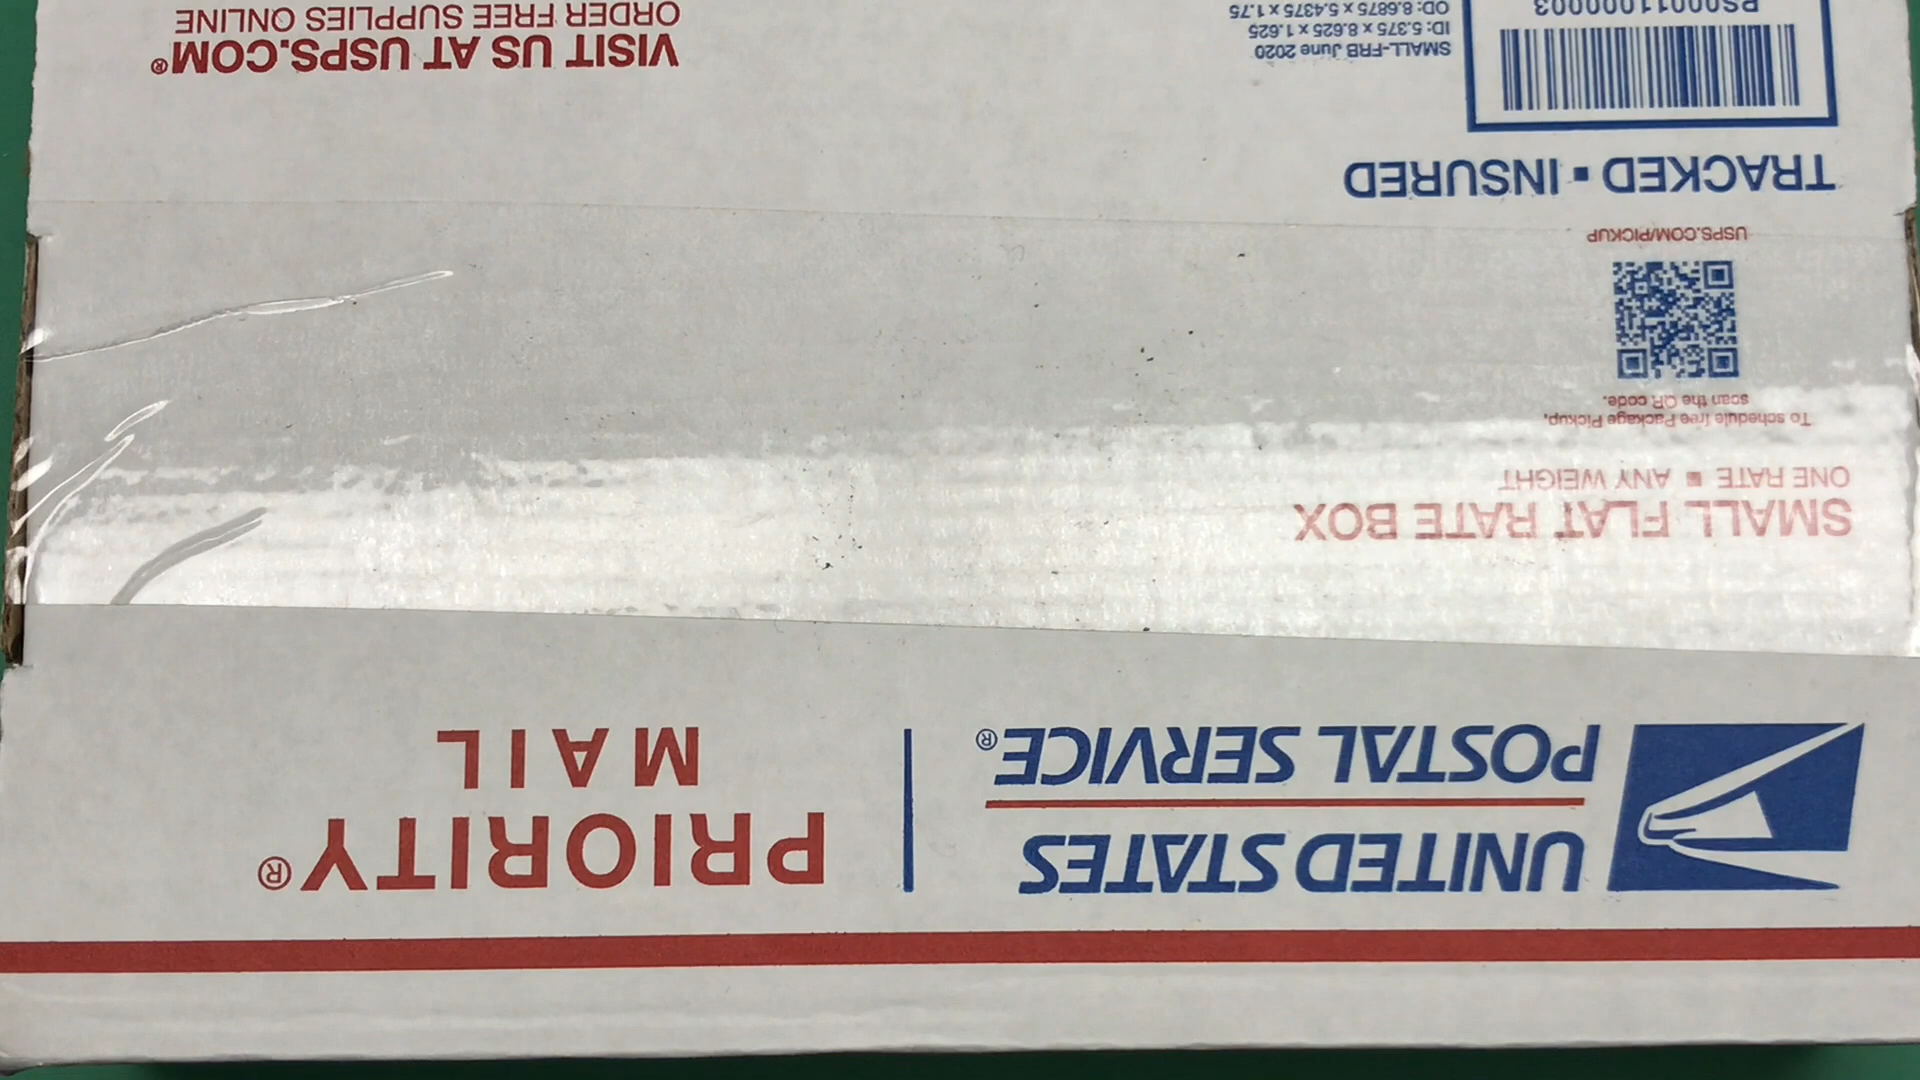 UNITED STATES
POSTAL SERVICE®
PRIORITY®
MAIL
SMALL FLAT RATE BOX
ONE RATE ▪ ANY WEIGHT
To schedule free Package Pickup,
scan the QR code.
USPS.COM/PICKUP
TRACKED ▪ INSURED
PS00011000003
SMALL-FRB June 2020
ID: 5.375 x 8.625 x 1.625
OD: 8.6875 x 5.4375 x 1.75
VISIT US AT USPS.COM®
ORDER FREE SUPPLIES ONLINE